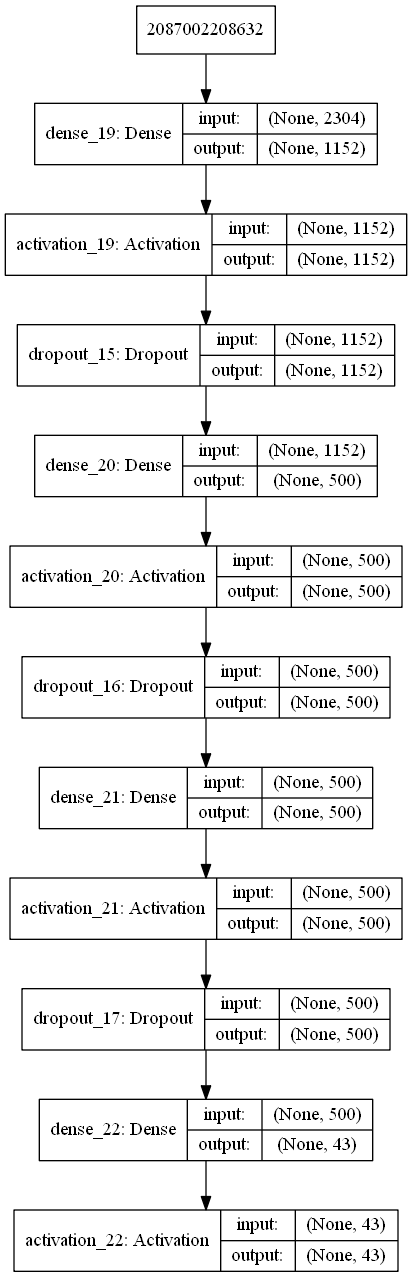 2087002208632
dense_19: Dense
input: (None, 2304)
output: (None, 1152)
activation_19: Activation
input: (None, 1152)
output: (None, 1152)
dropout_15: Dropout
input: (None, 1152)
output: (None, 1152)
dense_20: Dense
input: (None, 1152)
output: (None, 500)
activation_20: Activation
input: (None, 500)
output: (None, 500)
dropout_16: Dropout
input: (None, 500)
output: (None, 500)
dense_21: Dense
input: (None, 500)
output: (None, 500)
activation_21: Activation
input: (None, 500)
output: (None, 500)
dropout_17: Dropout
input: (None, 500)
output: (None, 500)
dense_22: Dense
input: (None, 500)
output: (None, 43)
activation_22: Activation
input: (None, 43)
output: (None, 43)